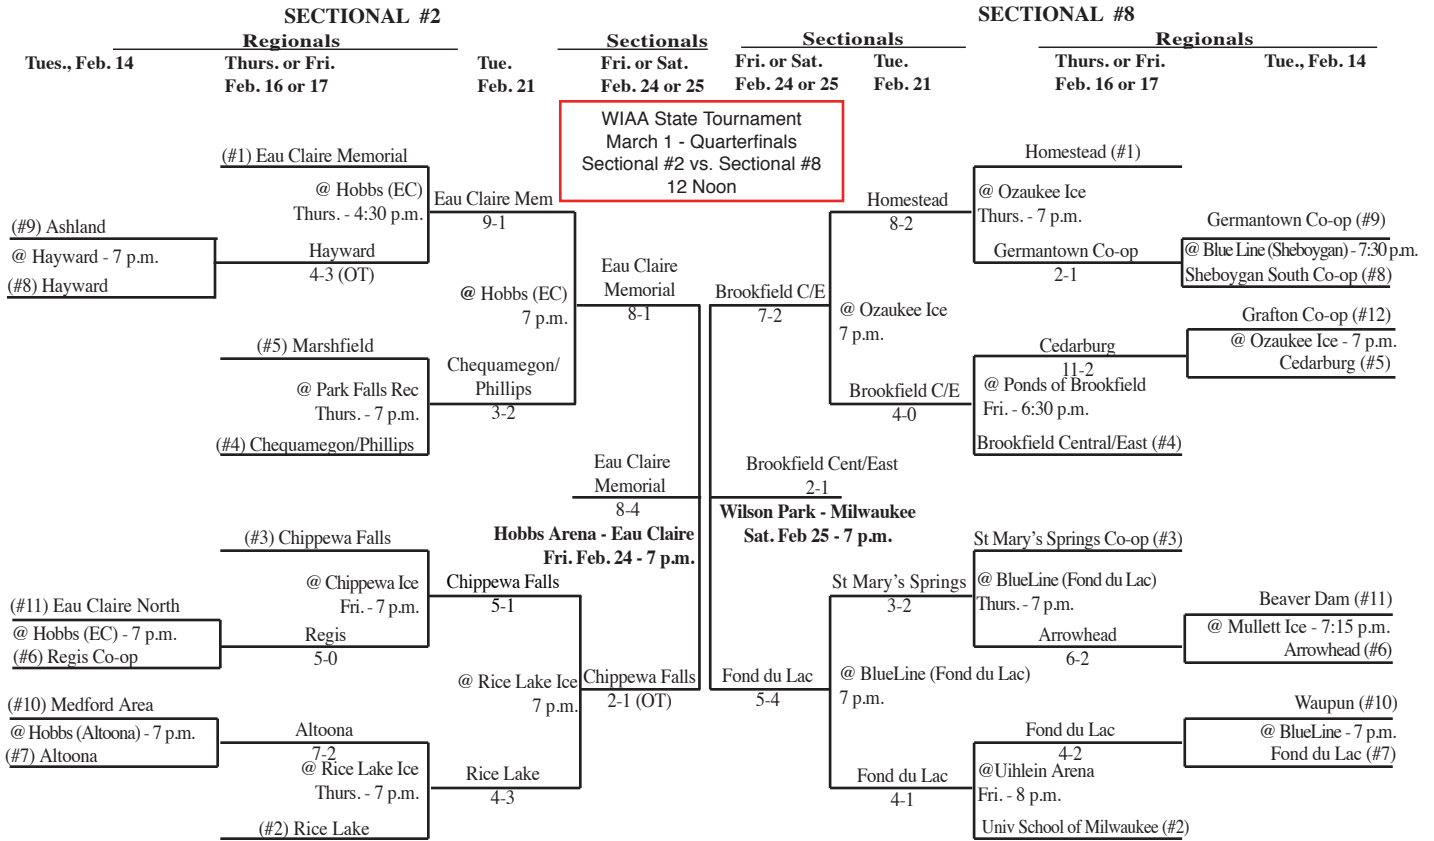 SECTIONAL #2
SECTIONAL #8
Regionals
Sectionals
Sectionals
Regionals
Tues., Feb. 14
Thurs. or Fri.
Feb. 16 or 17
Tue.
Feb. 21
Fri. or Sat.
Feb. 24 or 25
Fri. or Sat.
Feb. 24 or 25
Tue.
Feb. 21
Thurs. or Fri.
Feb. 16 or 17
Tue., Feb. 14
WIAA State Tournament
March 1 - Quarterfinals
Sectional #2 vs. Sectional #8
12 Noon
(#1) Eau Claire Memorial
@ Hobbs (EC)
Thurs. - 4:30 p.m.
Eau Claire Mem
9-1
(#9) Ashland
@ Hayward - 7 p.m.
(#8) Hayward
Hayward
4-3 (OT)
@ Hobbs (EC)
7 p.m.
Eau Claire
Memorial
8-1
(#5) Marshfield
@ Park Falls Rec
Thurs. - 7 p.m.
(#4) Chequamegon/Phillips
Chequamegon/
Phillips
3-2
Eau Claire
Memorial
8-4
Hobbs Arena - Eau Claire
Fri. Feb. 24 - 7 p.m.
(#3) Chippewa Falls
@ Chippewa Ice
Fri. - 7 p.m.
Chippewa Falls
5-1
(#11) Eau Claire North
@ Hobbs (EC) - 7 p.m.
(#6) Regis Co-op
Regis
5-0
@ Rice Lake Ice
7 p.m.
Chippewa Falls
2-1 (OT)
(#10) Medford Area
@ Hobbs (Altoona) - 7 p.m.
(#7) Altoona
Altoona
7-2
@ Rice Lake Ice
Thurs. - 7 p.m.
Rice Lake
4-3
(#2) Rice Lake
Homestead (#1)
@ Ozaukee Ice
Thurs. - 7 p.m.
Homestead
8-2
Germantown Co-op (#9)
@ Blue Line (Sheboygan) - 7:30 p.m.
Sheboygan South Co-op (#8)
Germantown Co-op
2-1
Brookfield C/E
7-2
@ Ozaukee Ice
7 p.m.
Grafton Co-op (#12)
@ Ozaukee Ice - 7 p.m.
Cedarburg (#5)
Cedarburg
11-2
@ Ponds of Brookfield
Fri. - 6:30 p.m.
Brookfield C/E
4-0
Brookfield Central/East (#4)
Brookfield Cent/East
2-1
Wilson Park - Milwaukee
Sat. Feb 25 - 7 p.m.
St Mary's Springs Co-op (#3)
@ BlueLine (Fond du Lac)
Thurs. - 7 p.m.
St Mary's Springs
3-2
Beaver Dam (#11)
@ Mullett Ice - 7:15 p.m.
Arrowhead (#6)
Arrowhead
6-2
Fond du Lac
5-4
@ BlueLine (Fond du Lac)
7 p.m.
Waupun (#10)
@ BlueLine - 7 p.m.
Fond du Lac (#7)
Fond du Lac
4-2
@Uihlein Arena
Fri. - 8 p.m.
Fond du Lac
4-1
Univ School of Milwaukee (#2)